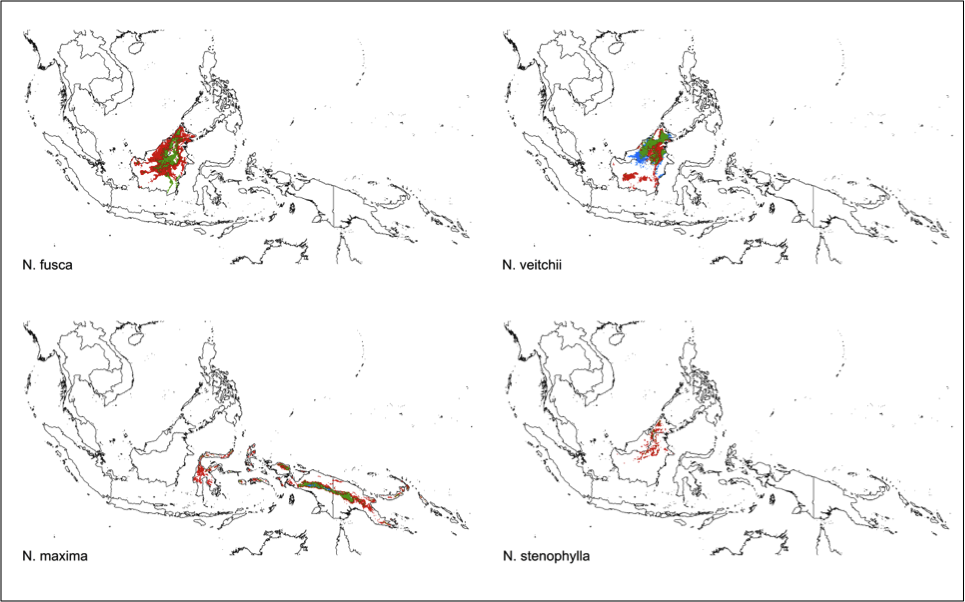 N. fusca
N. veitchii
N. maxima
N. stenophylla